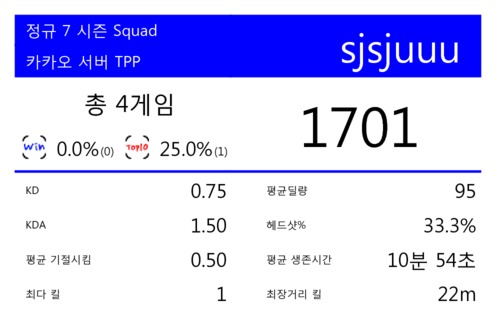 정규 7 시즌 Squad
카카오 서버 TPP
sjsjuuu
총 4게임
Win 0.0%(0) TOP10 25.0%(1)
1701
KD 0.75
평균딜량 95
KDA 1.50
헤드샷% 33.3%
평균 기절시킴 0.50
평균 생존시간 10분 54초
최다 킬 1
최장거리 킬 22m